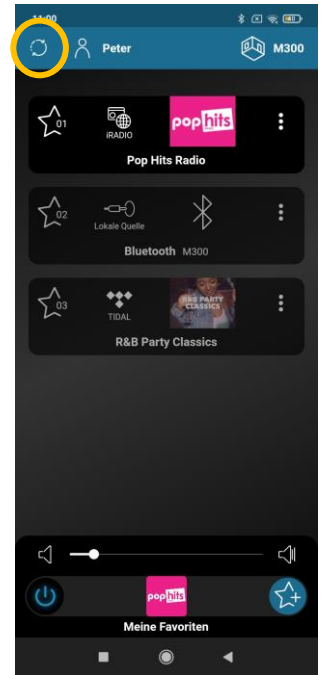 11:00
Peter
M300
01
iRADIO
pop hits
Pop Hits Radio
02
Lokale Quelle
Bluetooth M300
03
TIDAL
R&B PARTY
CLASSICS
R&B Party Classics
pop hits
Meine Favoriten